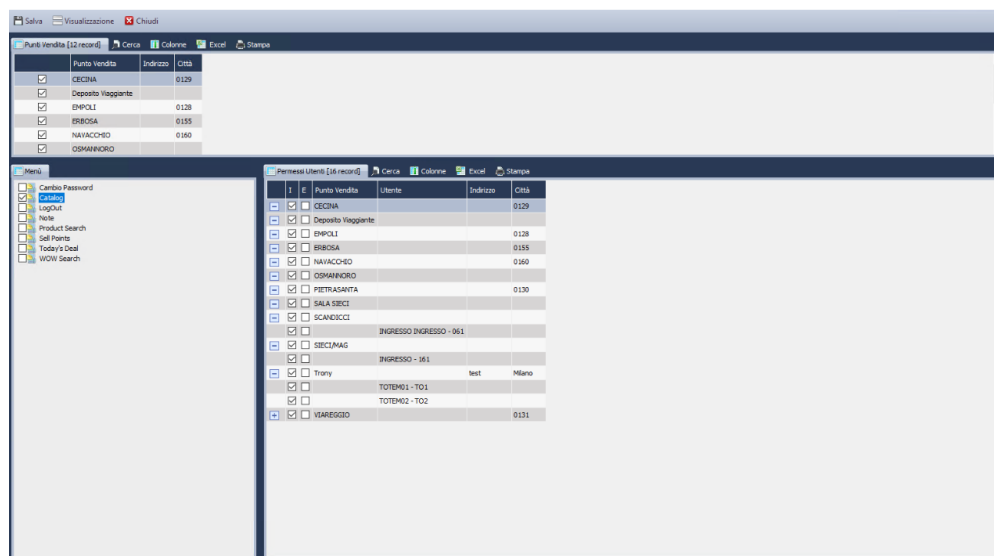 Salva Visualizzazione Chiudi
Punti Vendita [12 record] Cerca Colonne Excel Stampa
Punto Vendita Indirizzo Città
CECINA 0129
Deposito Viaggiante
EMPOLI 0128
ERBOSA 0155
NAVACCHIO 0160
OSMANNORO
Menù
Cambio Password
Catalog
LogOut
Note
Product Search
Sell Points
Today's Deal
WOW Search
Permessi Utenti [16 record] Cerca Colonne Excel Stampa
I E Punto Vendita Utente Indirizzo Città
CECINA 0129
Deposito Viaggiante
EMPOLI 0128
ERBOSA 0155
NAVACCHIO 0160
OSMANNORO
PIETRASANTA 0130
SALA SIECI
SCANDICCI
INGRESSO INGRESSO - 061
SIECI/MAG
INGRESSO - 161
Trony test Milano
TOTEM01 - TO1
TOTEM02 - TO2
VIAREGGIO 0131